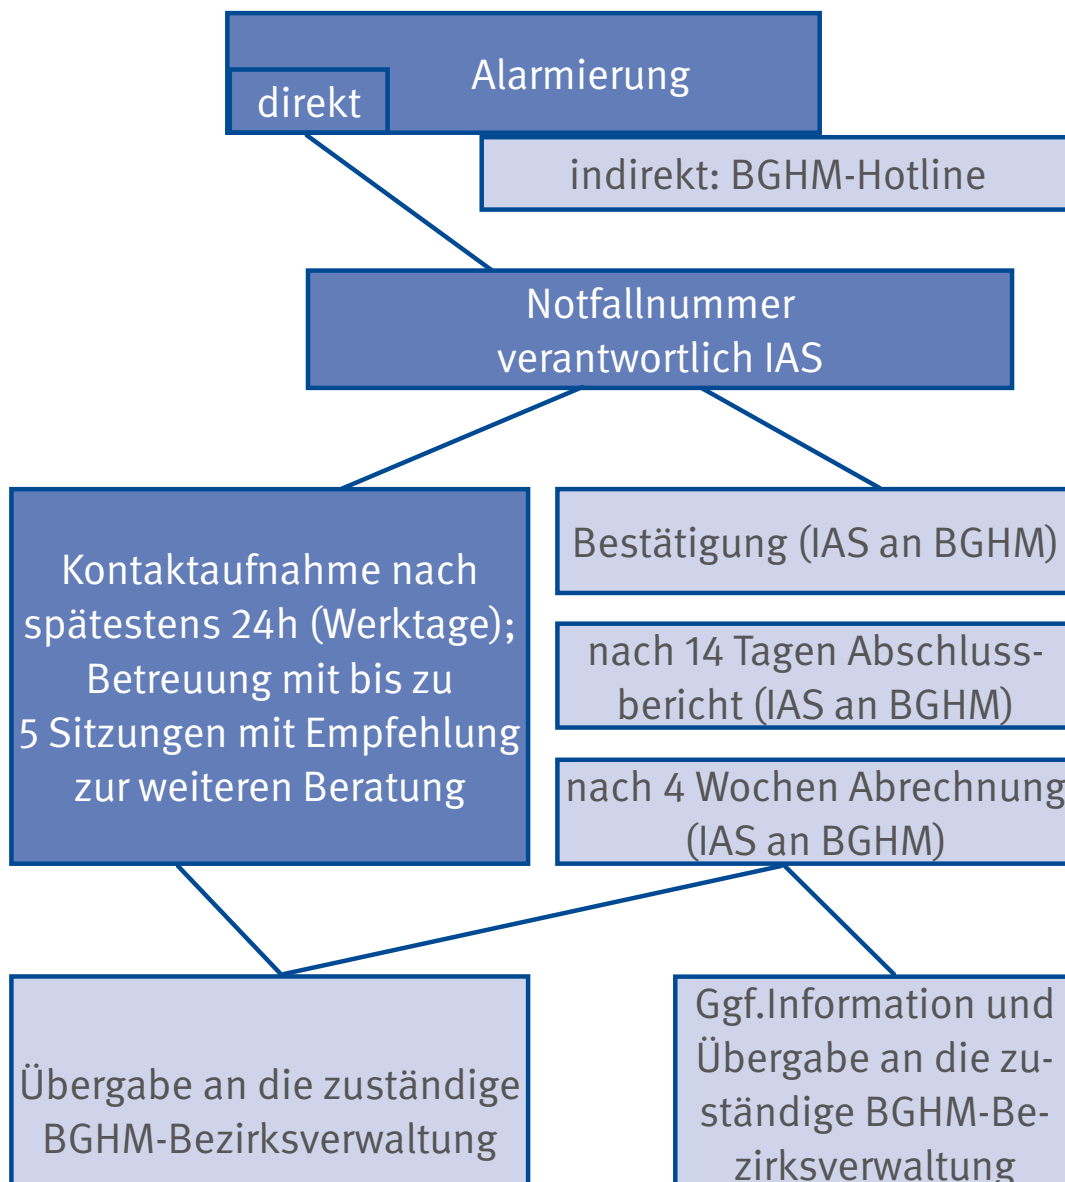 Alarmierung
direkt
indirekt: BGHM-Hotline
Notfallnummer
verantwortlich IAS
Kontaktaufnahme nach
spätestens 24h (Werktage);
Betreuung mit bis zu
5 Sitzungen mit Empfehlung
zur weiteren Beratung
Bestätigung (IAS an BGHM)
nach 14 Tagen Abschluss-
bericht (IAS an BGHM)
nach 4 Wochen Abrechnung
(IAS an BGHM)
Übergabe an die zuständige
BGHM-Bezirksverwaltung
Ggf.Information und
Übergabe an die zu-
ständige BGHM-Be-
zirksverwaltung